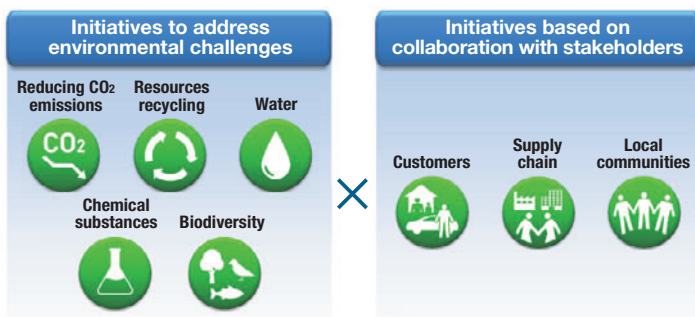 Initiatives to address
environmental challenges
Reducing CO₂
emissions
Resources
recycling
Water
CO₂
Chemical
substances
Biodiversity
×
Initiatives based on
collaboration with stakeholders
Customers
Supply
chain
Local
communities